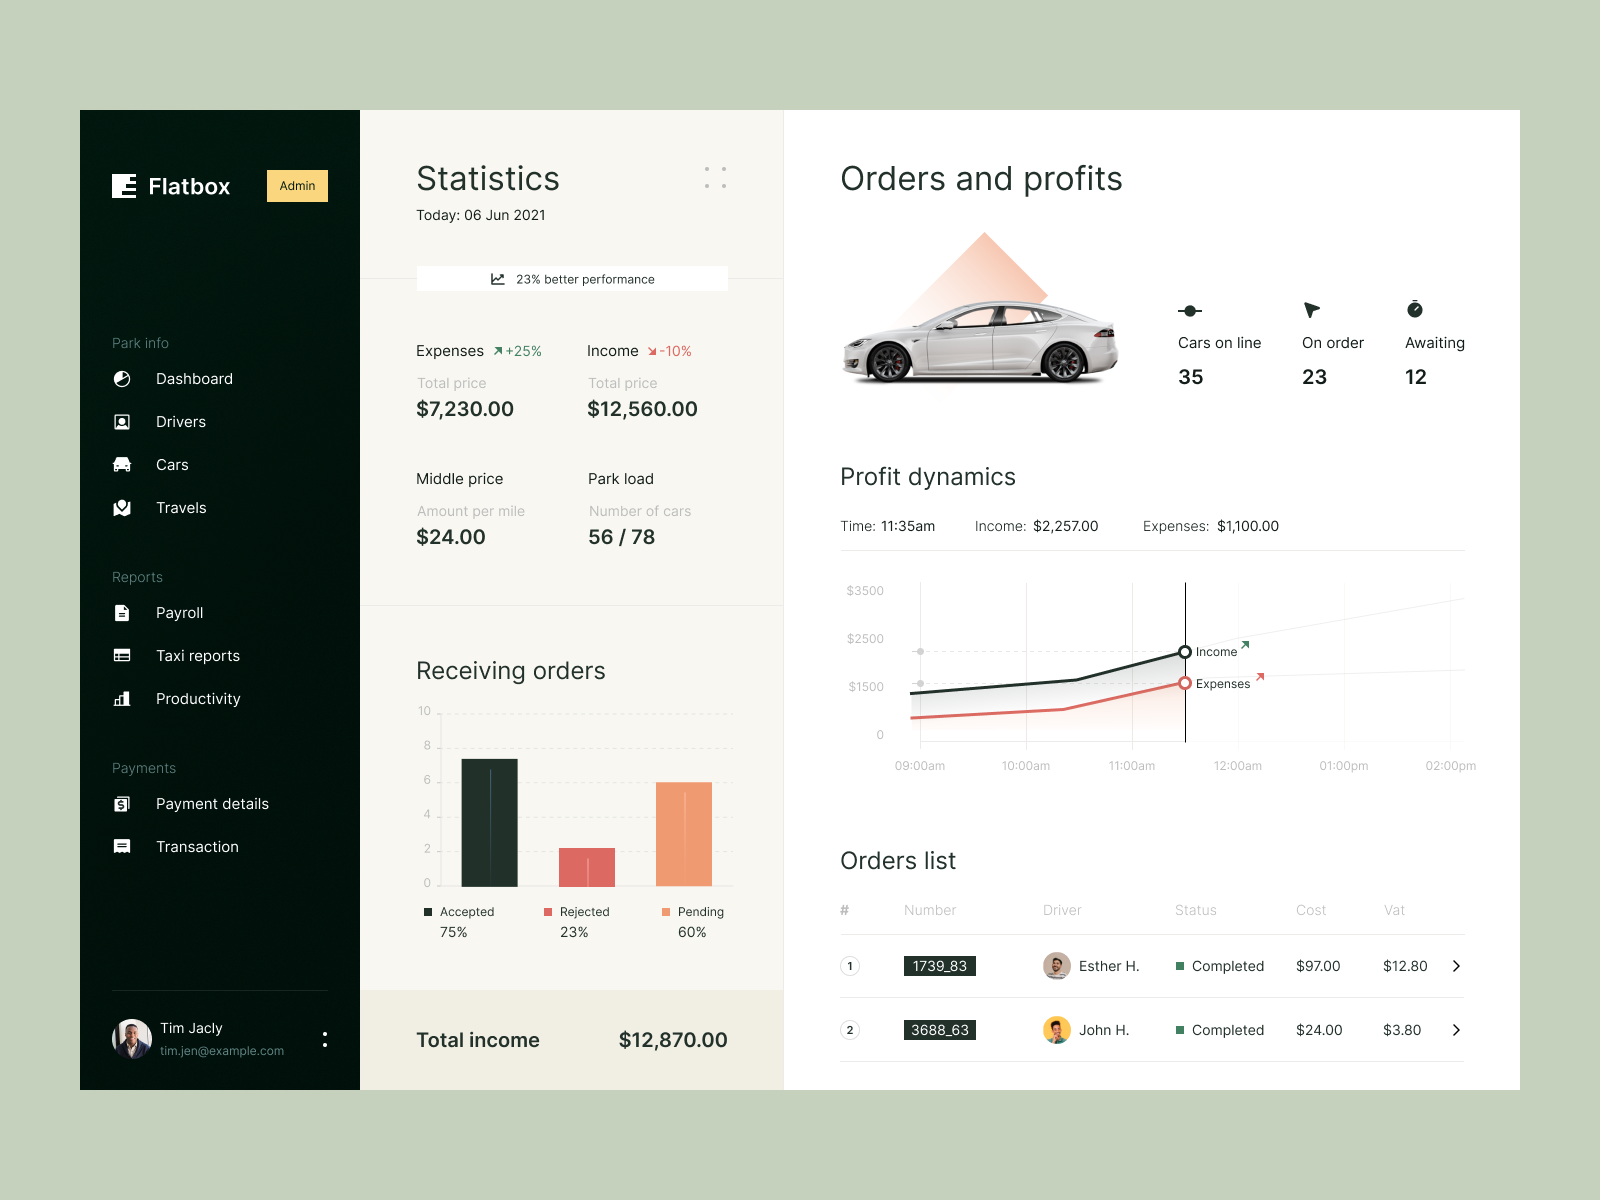 Flatbox
Admin
Park info
Dashboard
Drivers
Cars
Travels
Reports
Payroll
Taxi reports
Productivity
Payments
Payment details
Transaction
Tim Jacly
tim.jen@example.com
Statistics
Today: 06 Jun 2021
23% better performance
Expenses +25%
Total price
$7,230.00
Income -10%
Total price
$12,560.00
Middle price
Amount per mile
$24.00
Park load
Number of cars
56 / 78
Receiving orders
10
8
6
4
2
0
Accepted
75%
Rejected
23%
Pending
60%
Total income $12,870.00
Orders and profits
Cars on line
35
On order
23
Awaiting
12
Profit dynamics
Time: 11:35am Income: $2,257.00 Expenses: $1,100.00
$3500
$2500
$1500
0
Income
Expenses
09:00am 10:00am 11:00am 12:00am 01:00pm 02:00pm
Orders list
# Number Driver Status Cost Vat
1 1739_83 Esther H. Completed $97.00 $12.80
2 3688_63 John H. Completed $24.00 $3.80